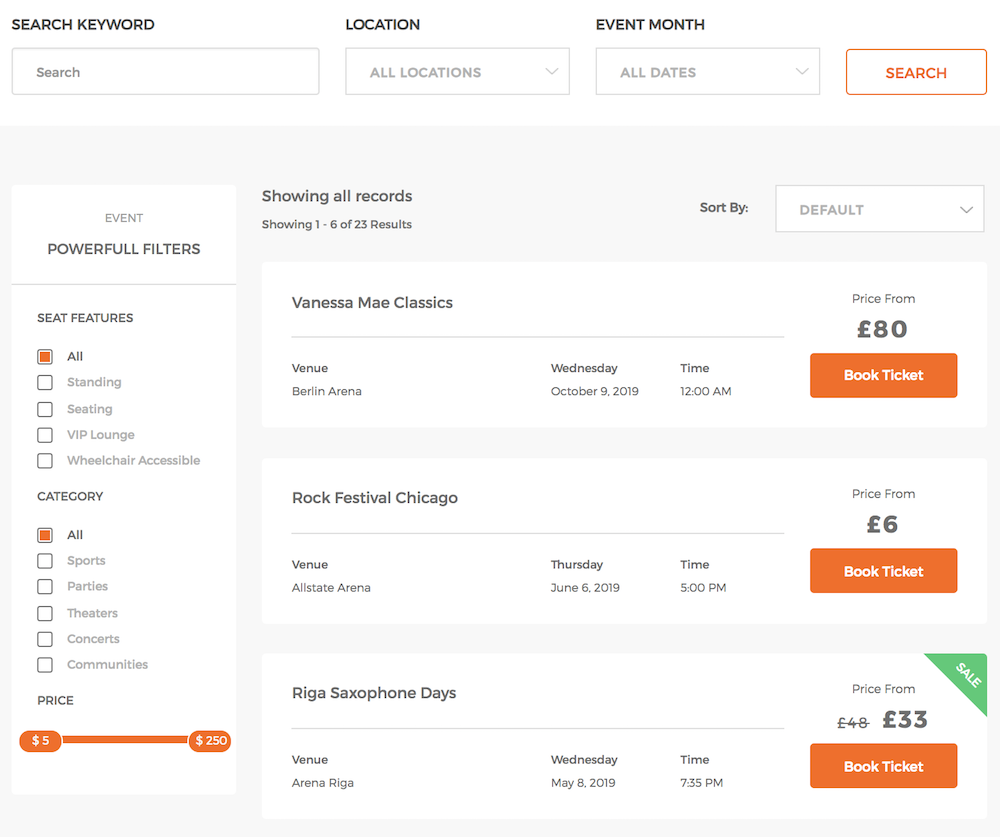 SEARCH KEYWORD
LOCATION
EVENT MONTH
Search
ALL LOCATIONS
ALL DATES
SEARCH
EVENT
POWERFULL FILTERS
SEAT FEATURES
All
Standing
Seating
VIP Lounge
Wheelchair Accessible
CATEGORY
All
Sports
Parties
Theaters
Concerts
Communities
PRICE
$ 5
$ 250
Showing all records
Showing 1 - 6 of 23 Results
Sort By:
DEFAULT
Vanessa Mae Classics
Venue
Berlin Arena
Wednesday
October 9, 2019
Time
12:00 AM
Price From
£80
Book Ticket
Rock Festival Chicago
Venue
Allstate Arena
Thursday
June 6, 2019
Time
5:00 PM
Price From
£6
Book Ticket
Riga Saxophone Days
Venue
Arena Riga
Wednesday
May 8, 2019
Time
7:35 PM
SALE
Price From
£48 £33
Book Ticket